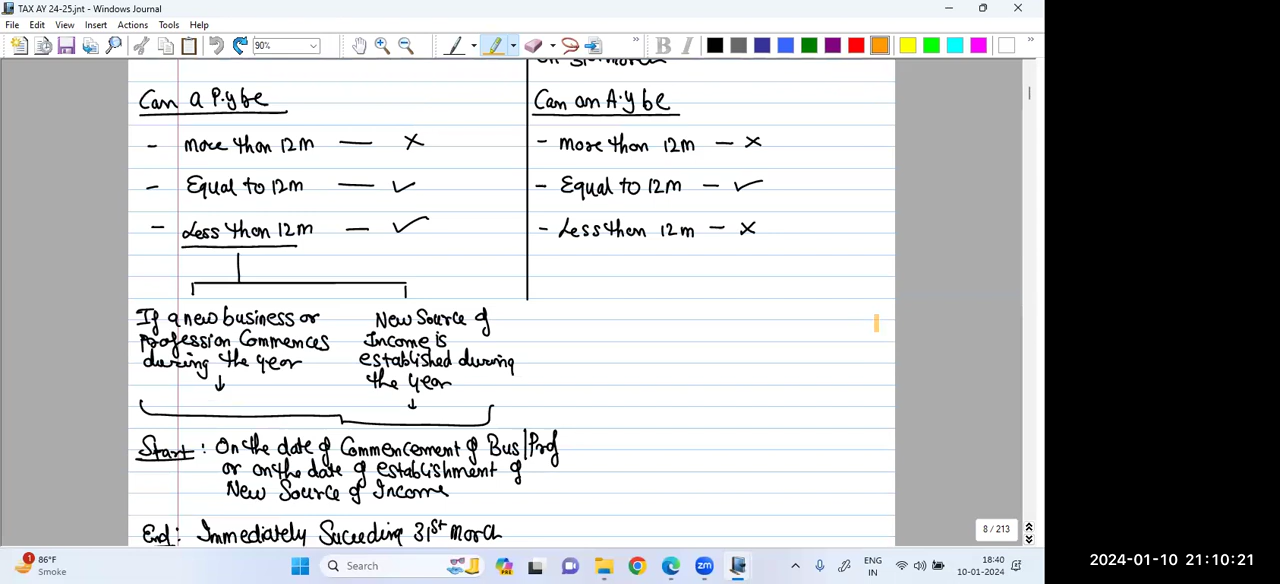 TAX AY 24-25.jnt - Windows Journal
File Edit View Insert Actions Tools Help
90%
B I
Can a P.y be
Can an A.y be
- More than 12m — ×
- More than 12m — ×
- Equal to 12m — ✓
- Equal to 12m — ✓
- Less than 12m — ✓
- Less then 12m — ×
If a new business or
Profession Commences
during the year
New Source of
Income is
established during
the year
Start: On the date of Commencement of Bus|Prof
or on the date of establishment of
New Source of Income
End: Immediately Suceeding 31st March
8 / 213
86°F
Smoke
Search
ENG
IN
18:40
10-01-2024
2024-01-10 21:10:21